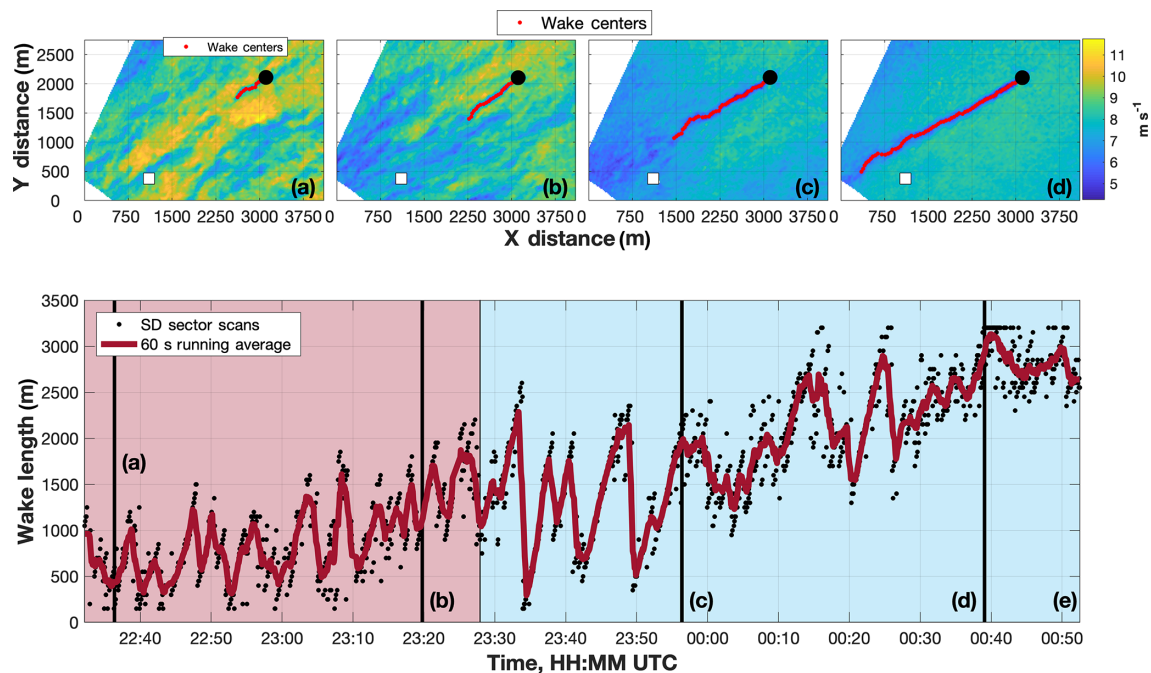 Wake centers
Wake centers
Y distance (m)
2500
2000
1500
1000
500
0
(a)
(b)
(c)
(d)
0 750 1500 2250 3000 3750
0 750 1500 2250 3000 3750
0 750 1500 2250 3000 3750
0 750 1500 2250 3000 3750
X distance (m)
11
10
9
8
7
6
5
m s-1
Wake length (m)
3500
3000
2500
2000
1500
1000
500
0
SD sector scans
60 s running average
(a)
(b)
(c)
(d)
(e)
22:40 22:50 23:00 23:10 23:20 23:30 23:40 23:50 00:00 00:10 00:20 00:30 00:40 00:50
Time, HH:MM UTC